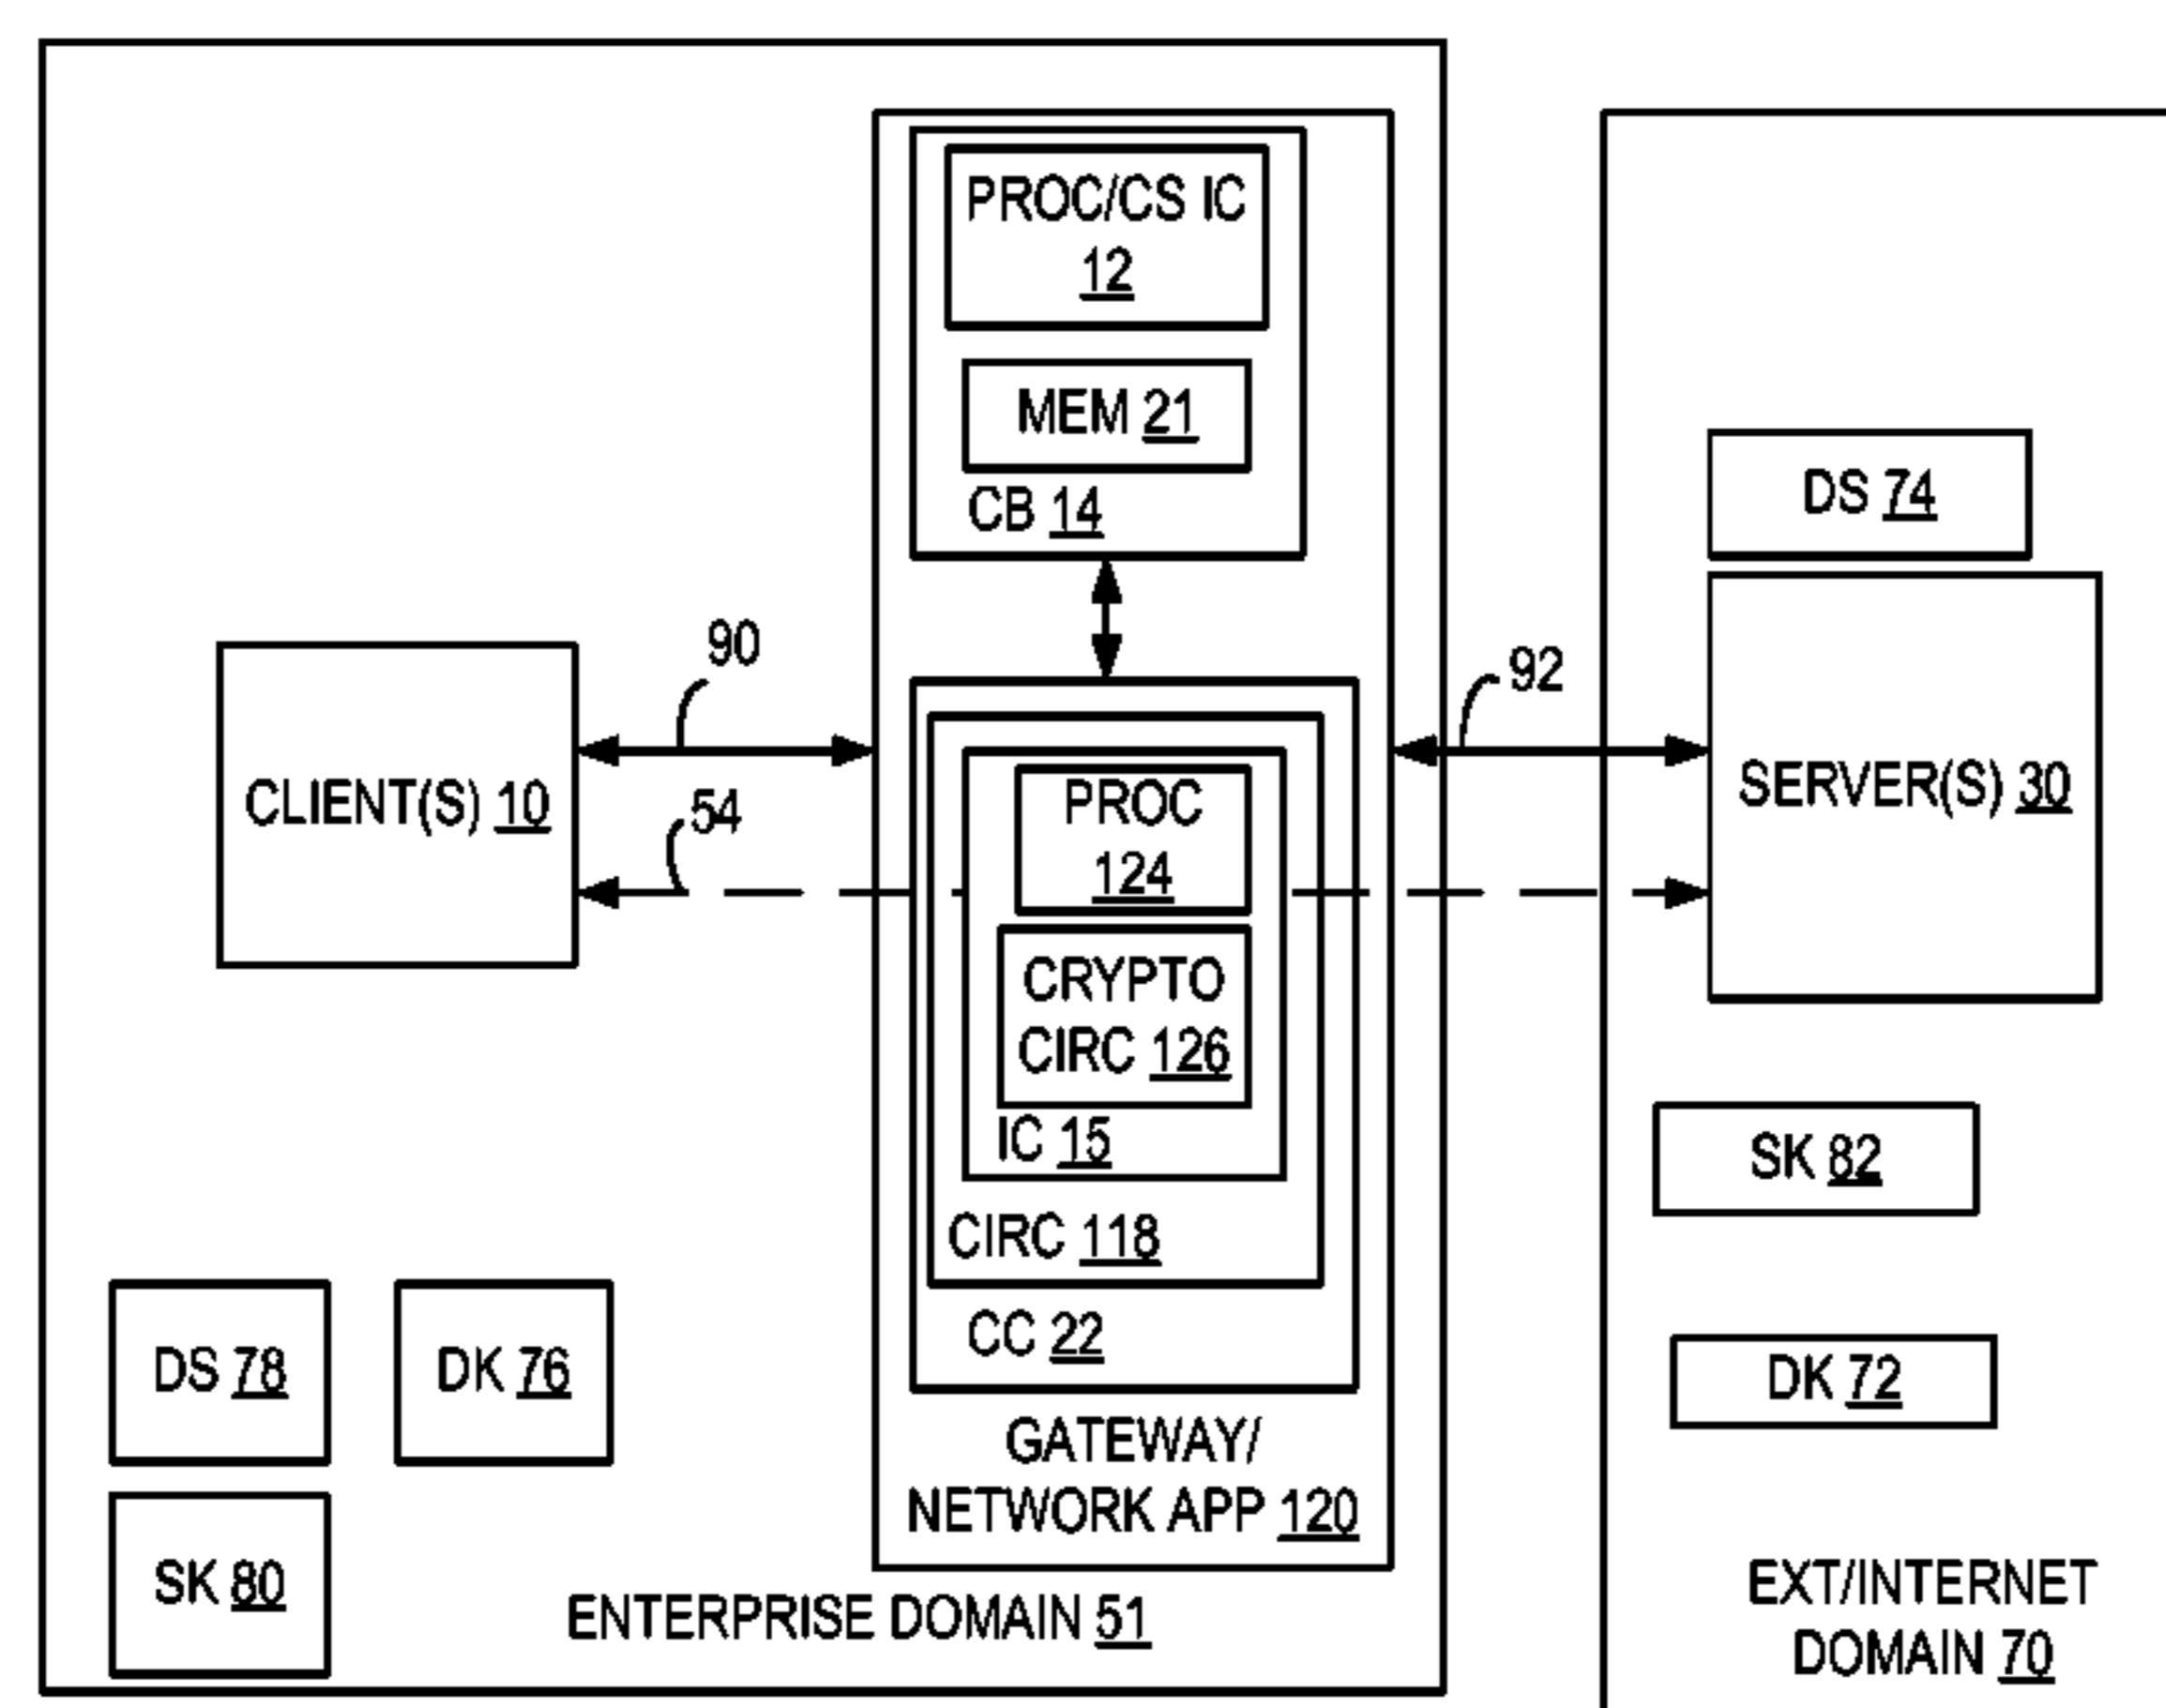 PROC/CS IC
12
MEM 21
CB 14
DS 74
90
92
CLIENT(S) 10
54
PROC
124
SERVER(S) 30
CRYPTO
CIRC 126
IC 15
SK 82
CIRC 118
CC 22
DS 78
DK 76
DK 72
GATEWAY/
NETWORK APP 120
SK 80
ENTERPRISE DOMAIN 51
EXT/INTERNET
DOMAIN 70